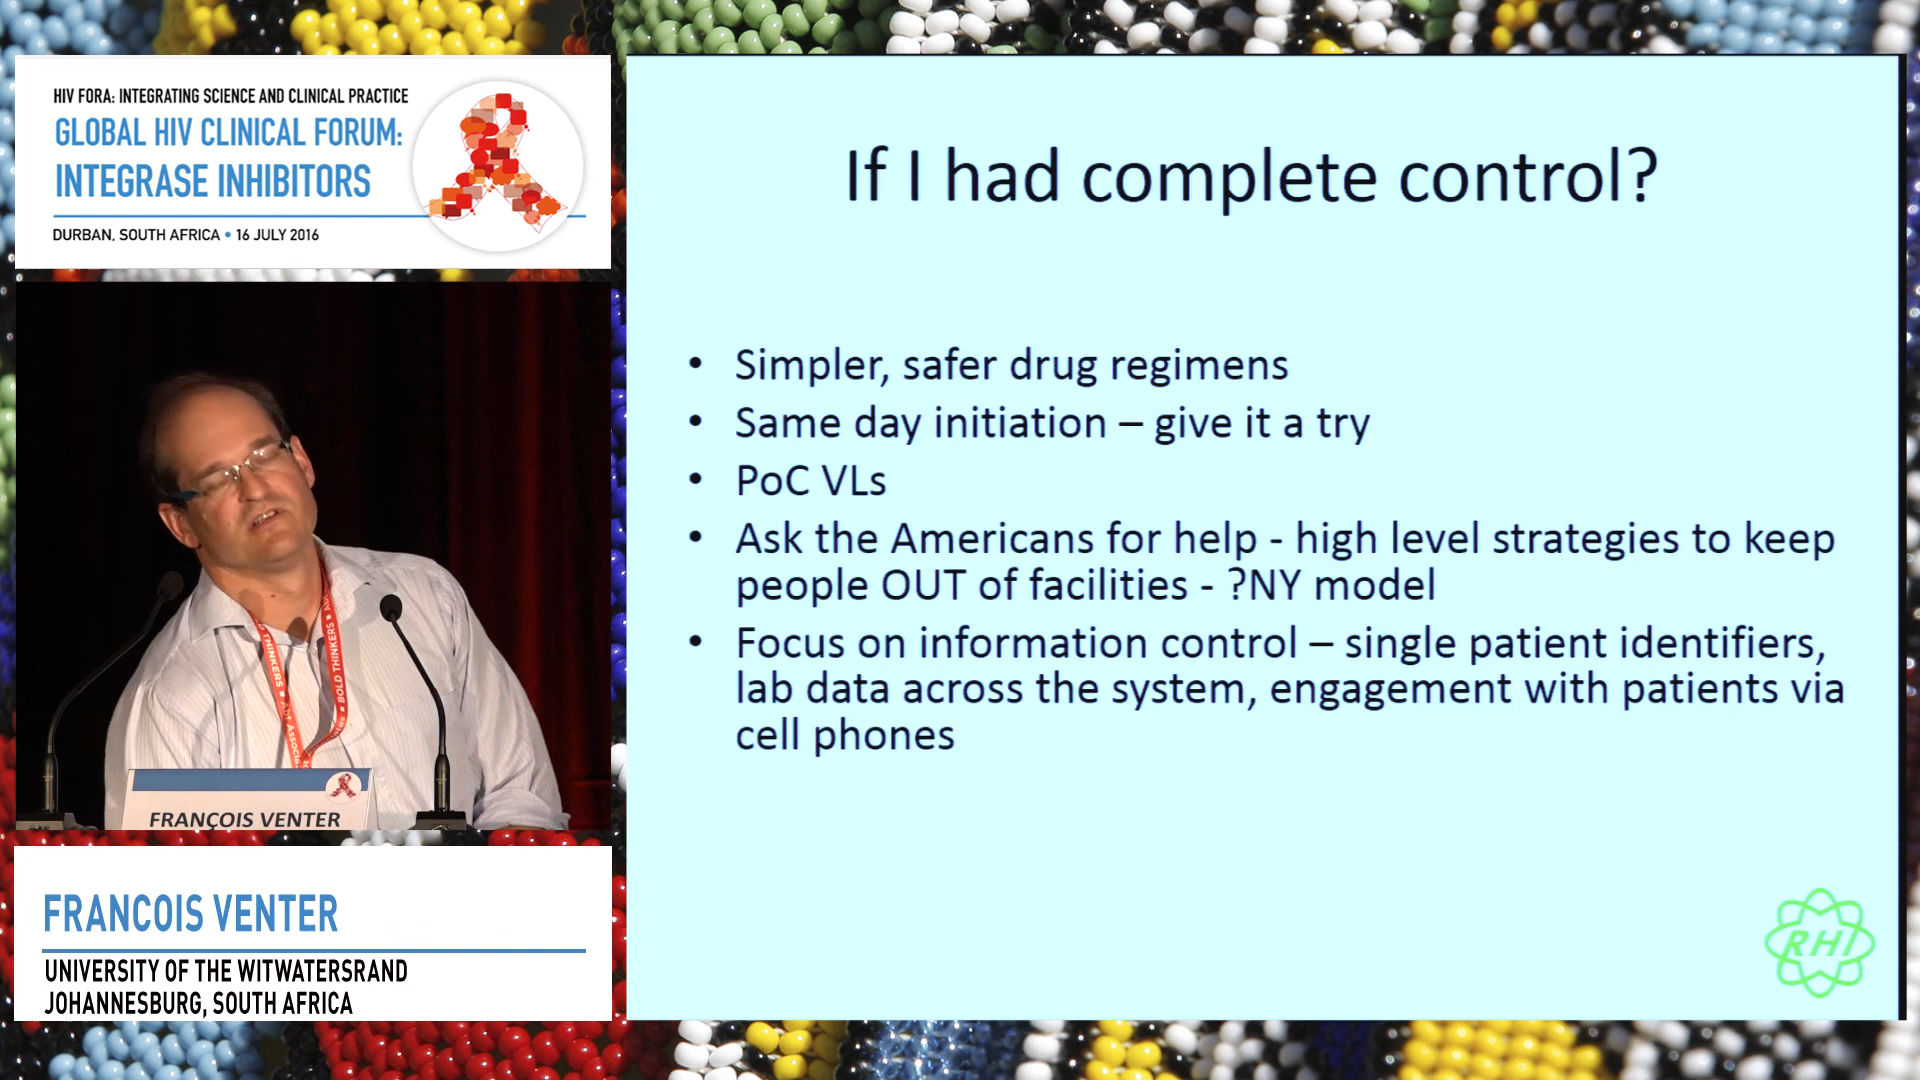 HIV FORA: INTEGRATING SCIENCE AND CLINICAL PRACTICE
GLOBAL HIV CLINICAL FORUM:
INTEGRASE INHIBITORS
DURBAN, SOUTH AFRICA • 16 JULY 2016
THINKERS
BOLD THINKERS
FRANÇOIS VENTER
FRANCOIS VENTER
UNIVERSITY OF THE WITWATERSRAND
JOHANNESBURG, SOUTH AFRICA
If I had complete control?
• Simpler, safer drug regimens
• Same day initiation – give it a try
• PoC VLs
• Ask the Americans for help - high level strategies to keep
people OUT of facilities - ?NY model
• Focus on information control – single patient identifiers,
lab data across the system, engagement with patients via
cell phones
RHI